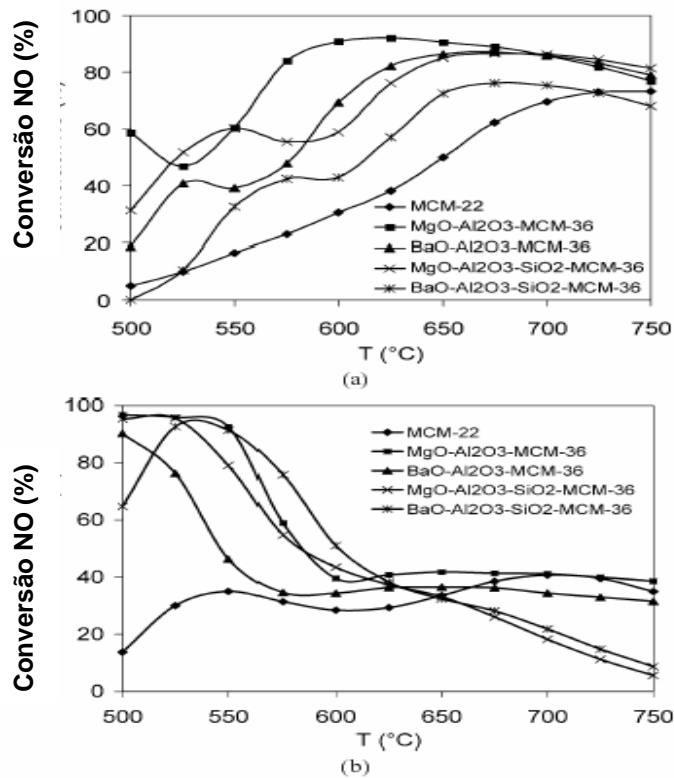 Conversão NO (%)
100
80
60
40
20
0
MCM-22
MgO-Al2O3-MCM-36
BaO-Al2O3-MCM-36
MgO-Al2O3-SiO2-MCM-36
BaO-Al2O3-SiO2-MCM-36
500 550 600 650 700 750
T (°C)
(a)
Conversão NO (%)
100
80
60
40
20
0
MCM-22
MgO-Al2O3-MCM-36
BaO-Al2O3-MCM-36
MgO-Al2O3-SiO2-MCM-36
BaO-Al2O3-SiO2-MCM-36
500 550 600 650 700 750
T (°C)
(b)